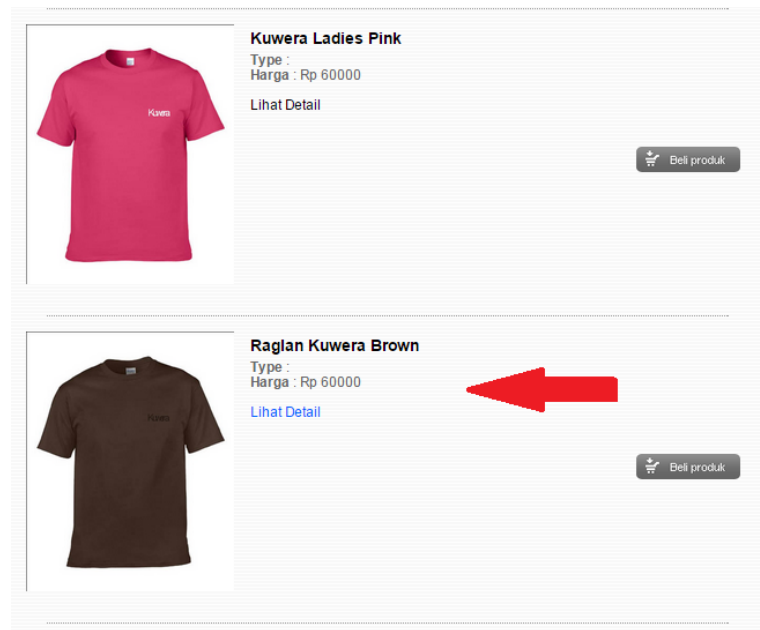 Kuwera Ladies Pink
Type :
Harga : Rp 60000
Lihat Detail
Kuwera
Beli produk
Raglan Kuwera Brown
Type :
Harga : Rp 60000
Lihat Detail
Kuwera
Beli produk